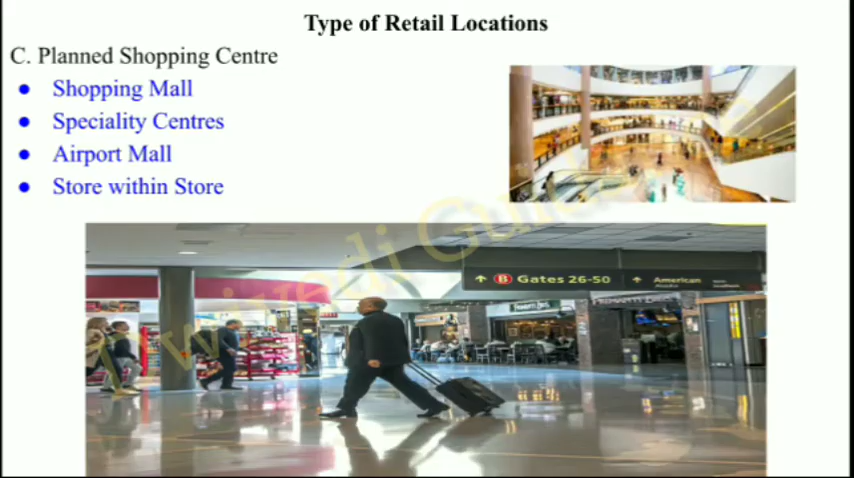 Type of Retail Locations
C. Planned Shopping Centre
● Shopping Mall
● Speciality Centres
● Airport Mall
● Store within Store
B Gates 26-50
American